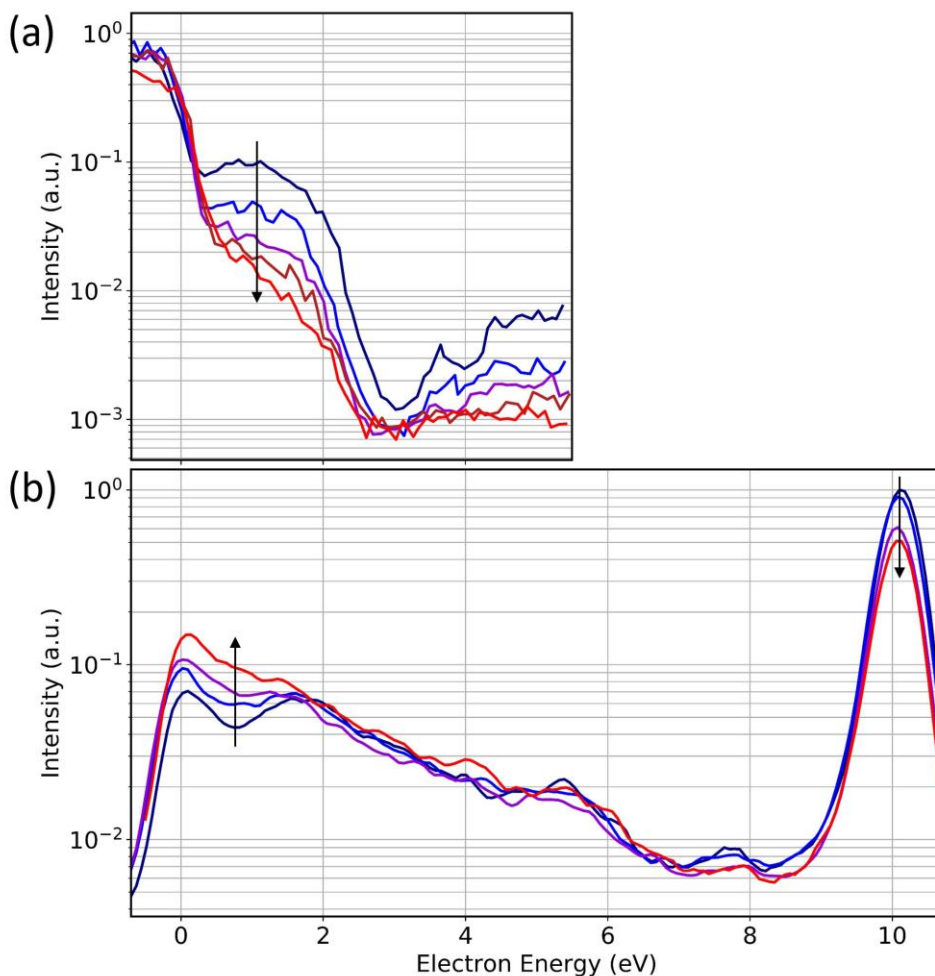 (a)
10⁰
10⁻¹
10⁻²
10⁻³
Intensity (a.u.)
(b)
10⁰
10⁻¹
10⁻²
Intensity (a.u.)
0 2 4 6 8 10
Electron Energy (eV)